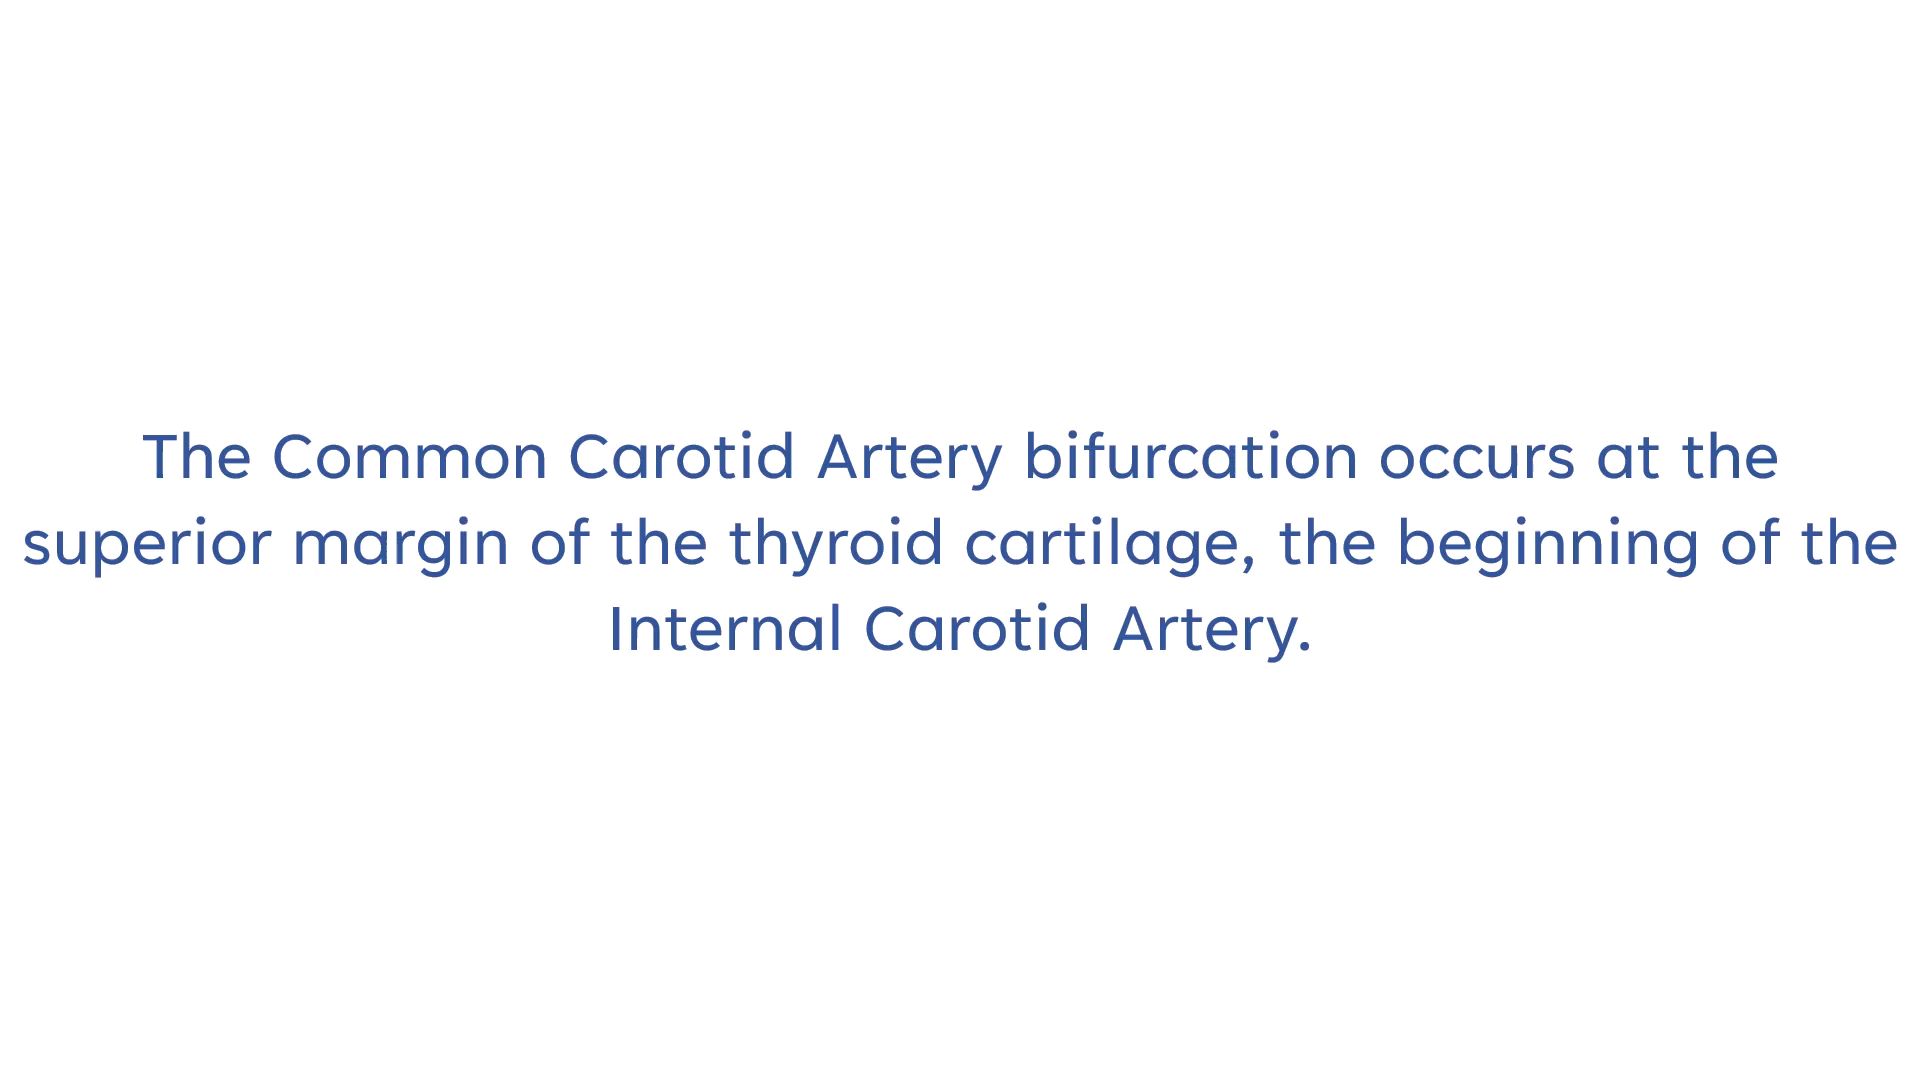 The Common Carotid Artery bifurcation occurs at the
superior margin of the thyroid cartilage, the beginning of the
Internal Carotid Artery.